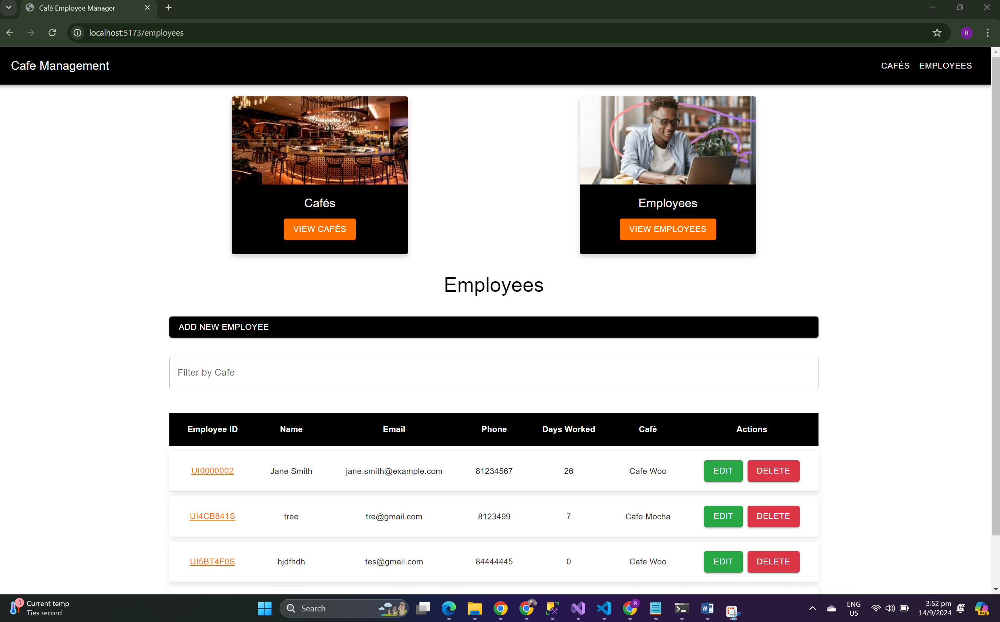 Café Employee Manager
localhost:5173/employees
R
Cafe Management
CAFÉS EMPLOYEES
Cafés
VIEW CAFÉS
Employees
VIEW EMPLOYEES
Employees
ADD NEW EMPLOYEE
Filter by Cafe
Employee ID Name Email Phone Days Worked Café Actions
UI0000002 Jane Smith jane.smith@example.com 81234567 26 Cafe Woo EDIT DELETE
UI4CB841S tree tre@gmail.com 8123499 7 Cafe Mocha EDIT DELETE
UI5BT4F0S hjdfhdh tes@gmail.com 84444445 0 Cafe Woo EDIT DELETE
1
Current temp
Ties record
Search
R
W
ENG
US
3:52 pm
14/9/2024
PRE